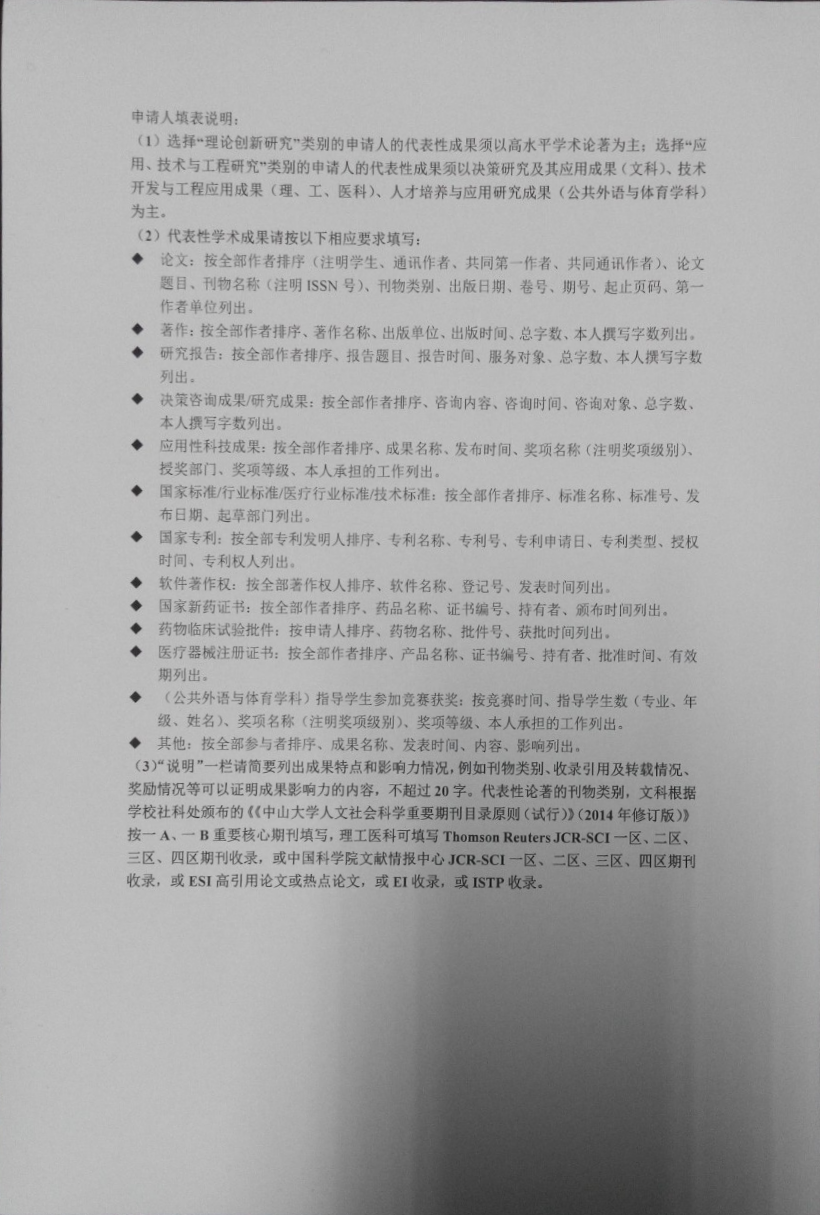 申请人填表说明：
（1）选择“理论创新研究”类别的申请人的代表性成果须以高水平学术论著为主；选择“应
用、技术与工程研究”类别的申请人的代表性成果须以决策研究及其应用成果（文科）、技术
开发与工程应用成果（理、工、医科）、人才培养与应用研究成果（公共外语与体育学科）
为主。
（2）代表性学术成果请按以下相应要求填写：
◆ 论文：按全部作者排序（注明学生、通讯作者、共同第一作者、共同通讯作者）、论文
题目、刊物名称（注明 ISSN 号）、刊物类别、出版日期、卷号、期号、起止页码、第一
作者单位列出。
◆ 著作：按全部作者排序、著作名称、出版单位、出版时间、总字数、本人撰写字数列出。
◆ 研究报告：按全部作者排序、报告题目、报告时间、服务对象、总字数、本人撰写字数
列出。
◆ 决策咨询成果/研究成果：按全部作者排序、咨询内容、咨询时间、咨询对象、总字数、
本人撰写字数列出。
◆ 应用性科技成果：按全部作者排序、成果名称、发布时间、奖项名称（注明奖项级别）、
授奖部门、奖项等级、本人承担的工作列出。
◆ 国家标准/行业标准/医疗行业标准/技术标准：按全部作者排序、标准名称、标准号、发
布日期、起草部门列出。
◆ 国家专利：按全部专利发明人排序、专利名称、专利号、专利申请日、专利类型、授权
时间、专利权人列出。
◆ 软件著作权：按全部著作权人排序、软件名称、登记号、发表时间列出。
◆ 国家新药证书：按全部作者排序、药品名称、证书编号、持有者、颁布时间列出。
◆ 药物临床试验批件：按申请人排序、药物名称、批件号、获批时间列出。
◆ 医疗器械注册证书：按全部作者排序、产品名称、证书编号、持有者、批准时间、有效
期列出。
◆ （公共外语与体育学科）指导学生参加竞赛获奖：按竞赛时间、指导学生数（专业、年
级、姓名）、奖项名称（注明奖项级别）、奖项等级、本人承担的工作列出。
◆ 其他：按全部参与者排序、成果名称、发表时间、内容、影响列出。
（3）“说明”一栏请简要列出成果特点和影响力情况，例如刊物类别、收录引用及转载情况、
奖励情况等可以证明成果影响力的内容，不超过 20 字。代表性论著的刊物类别，文科根据
学校社科处颁布的《《中山大学人文社会科学重要期刊目录原则（试行）》（2014 年修订版）》
按一 A、一 B 重要核心期刊填写，理工医科可填写 Thomson Reuters JCR-SCI 一区、二区、
三区、四区期刊收录，或中国科学院文献情报中心 JCR-SCI 一区、二区、三区、四区期刊
收录，或 ESI 高引用论文或热点论文，或 EI 收录，或 ISTP 收录。